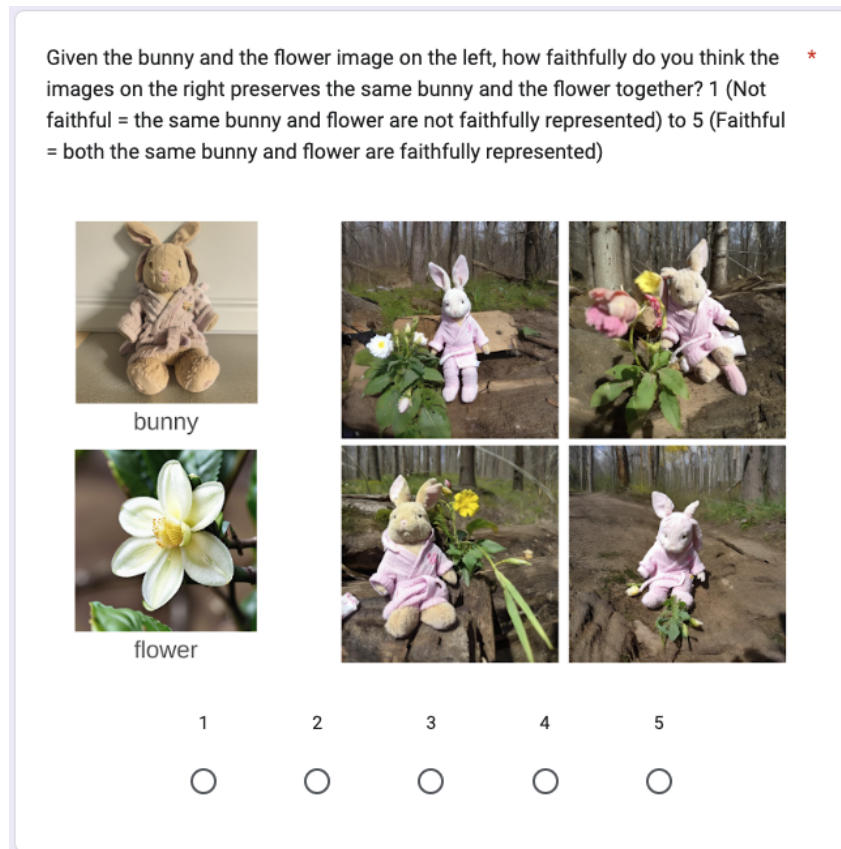 Given the bunny and the flower image on the left, how faithfully do you think the *
images on the right preserves the same bunny and the flower together? 1 (Not
faithful = the same bunny and flower are not faithfully represented) to 5 (Faithful
= both the same bunny and flower are faithfully represented)
bunny
flower
1 2 3 4 5